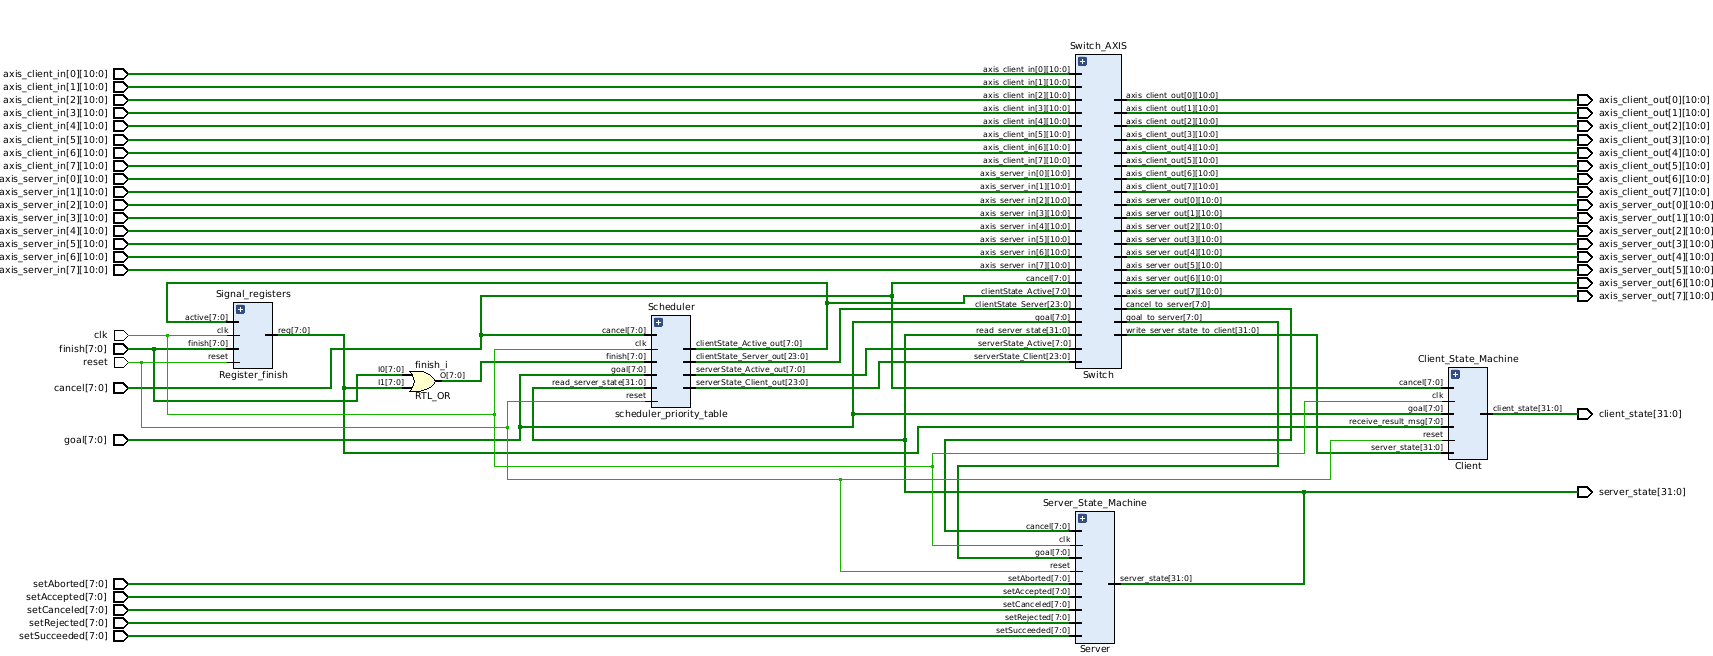 Switch_AXIS
axis_client_in[0][10:0]
axis_client_in[1][10:0]
axis_client_in[2][10:0]
axis_client_in[3][10:0]
axis_client_in[4][10:0]
axis_client_in[5][10:0]
axis_client_in[6][10:0]
axis_client_in[7][10:0]
axis_server_in[0][10:0]
axis_server_in[1][10:0]
axis_server_in[2][10:0]
axis_server_in[3][10:0]
axis_server_in[4][10:0]
axis_server_in[5][10:0]
axis_server_in[6][10:0]
axis_server_in[7][10:0]
clk
finish[7:0]
reset
cancel[7:0]
goal[7:0]
setAborted[7:0]
setAccepted[7:0]
setCanceled[7:0]
setRejected[7:0]
setSucceeded[7:0]
Signal_registers
active[7:0]
clk
finish[7:0]
reset
req[7:0]
Register_finish
finish_i
I0[7:0]
I1[7:0]
O[7:0]
RTL_OR
Scheduler
cancel[7:0]
clk
finish[7:0]
goal[7:0]
read_server_state[31:0]
reset
clientState_Active_out[7:0]
clientState_Server_out[23:0]
serverState_Active_out[7:0]
serverState_Client_out[23:0]
scheduler_priority_table
axis_client_in[0][10:0]
axis_client_in[1][10:0]
axis_client_in[2][10:0]
axis_client_in[3][10:0]
axis_client_in[4][10:0]
axis_client_in[5][10:0]
axis_client_in[6][10:0]
axis_client_in[7][10:0]
axis_server_in[0][10:0]
axis_server_in[1][10:0]
axis_server_in[2][10:0]
axis_server_in[3][10:0]
axis_server_in[4][10:0]
axis_server_in[5][10:0]
axis_server_in[6][10:0]
axis_server_in[7][10:0]
cancel[7:0]
clientState_Active[7:0]
clientState_Server[23:0]
goal[7:0]
read_server_state[31:0]
serverState_Active[7:0]
serverState_Client[23:0]
axis_client_out[0][10:0]
axis_client_out[1][10:0]
axis_client_out[2][10:0]
axis_client_out[3][10:0]
axis_client_out[4][10:0]
axis_client_out[5][10:0]
axis_client_out[6][10:0]
axis_client_out[7][10:0]
axis_server_out[0][10:0]
axis_server_out[1][10:0]
axis_server_out[2][10:0]
axis_server_out[3][10:0]
axis_server_out[4][10:0]
axis_server_out[5][10:0]
axis_server_out[6][10:0]
axis_server_out[7][10:0]
cancel_to_server[7:0]
goal_to_server[7:0]
write_server_state_to_client[31:0]
Switch
Client_State_Machine
cancel[7:0]
clk
goal[7:0]
receive_result_msg[7:0]
reset
server_state[31:0]
client_state[31:0]
Client
Server_State_Machine
cancel[7:0]
clk
goal[7:0]
reset
setAborted[7:0]
setAccepted[7:0]
setCanceled[7:0]
setRejected[7:0]
setSucceeded[7:0]
server_state[31:0]
Server
axis_client_out[0][10:0]
axis_client_out[1][10:0]
axis_client_out[2][10:0]
axis_client_out[3][10:0]
axis_client_out[4][10:0]
axis_client_out[5][10:0]
axis_client_out[6][10:0]
axis_client_out[7][10:0]
axis_server_out[0][10:0]
axis_server_out[1][10:0]
axis_server_out[2][10:0]
axis_server_out[3][10:0]
axis_server_out[4][10:0]
axis_server_out[5][10:0]
axis_server_out[6][10:0]
axis_server_out[7][10:0]
client_state[31:0]
server_state[31:0]